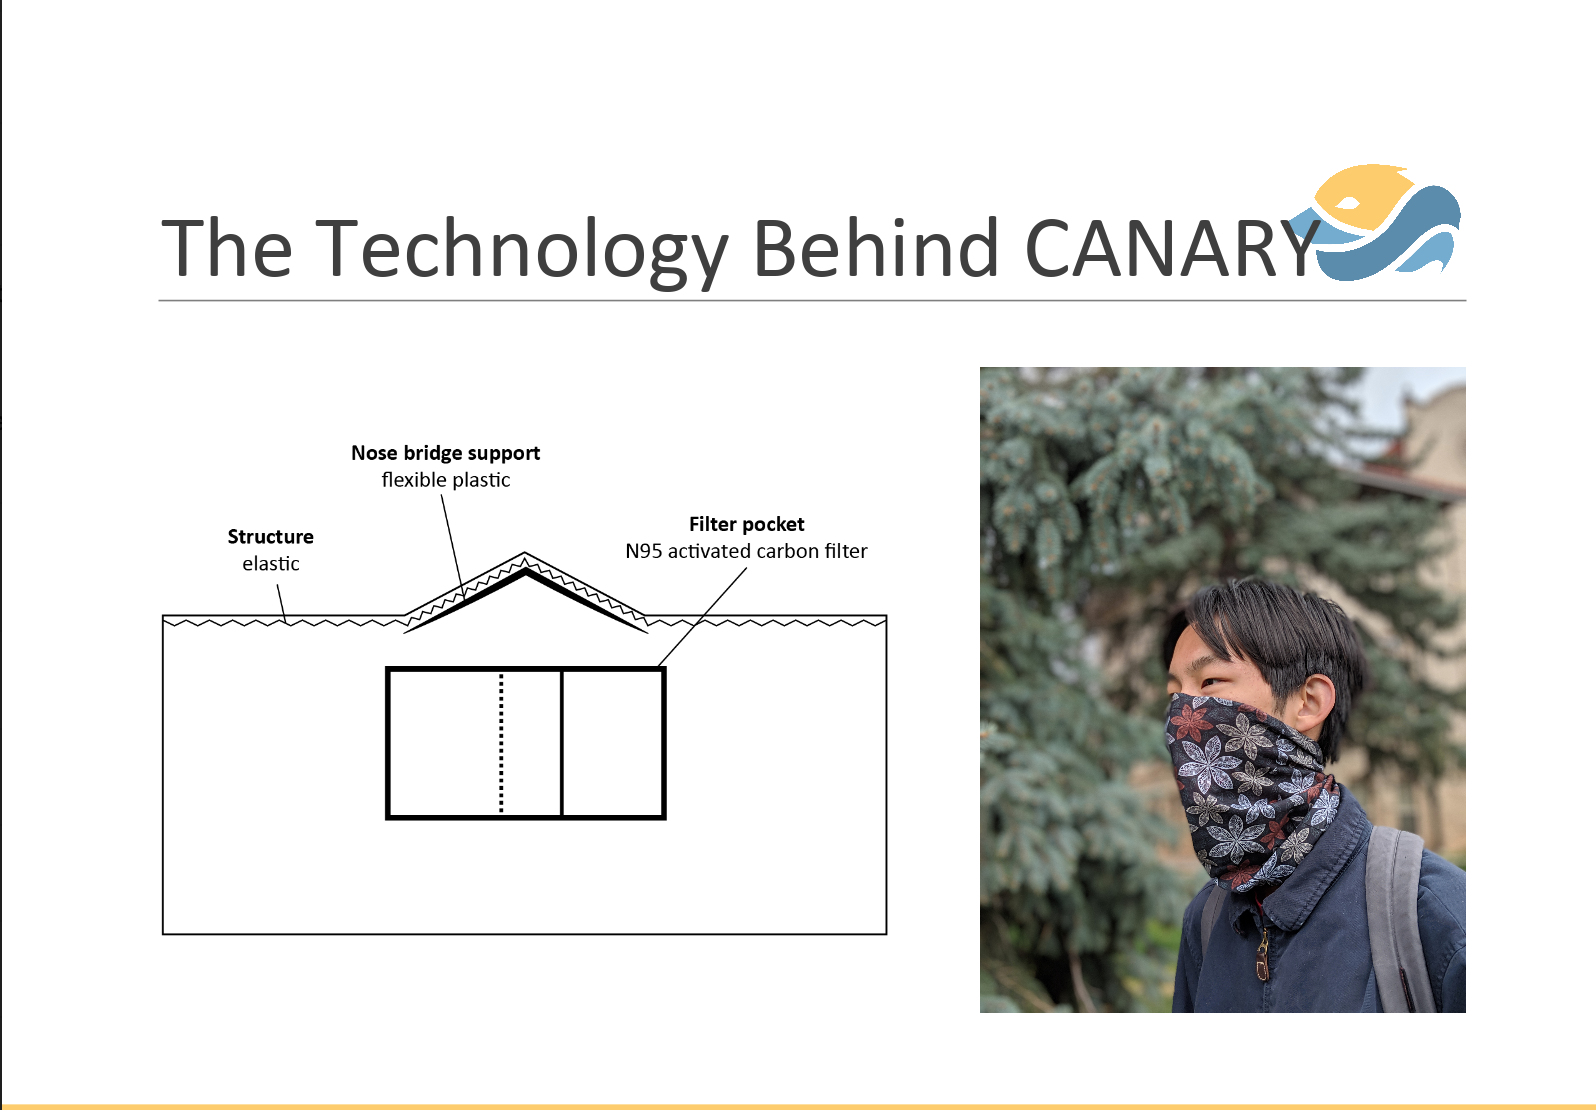 The Technology Behind CANARY
Nose bridge support
flexible plastic
Structure
elastic
Filter pocket
N95 activated carbon filter